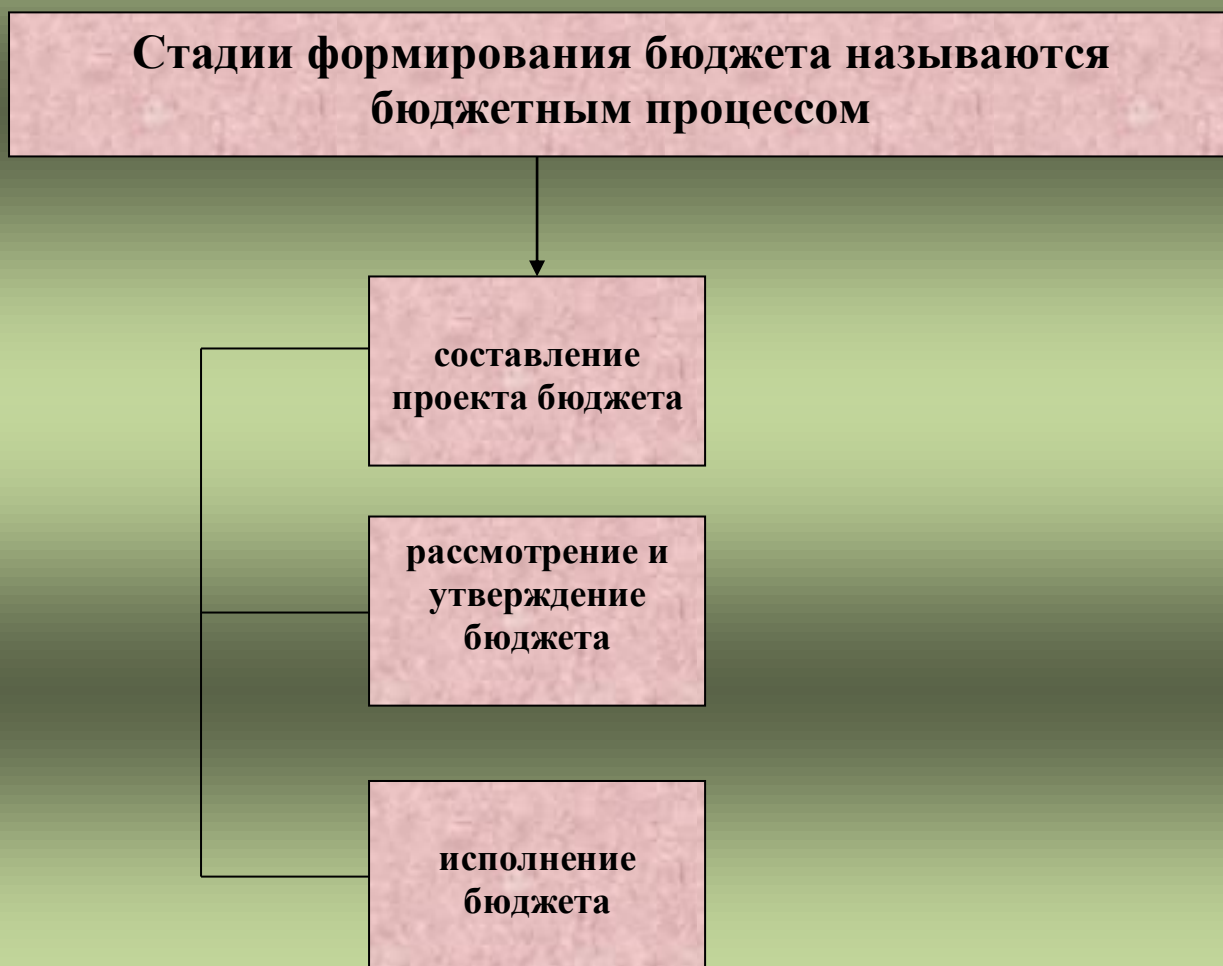 Стадии формирования бюджета называются
бюджетным процессом
составление
проекта бюджета
рассмотрение и
утверждение
бюджета
исполнение
бюджета